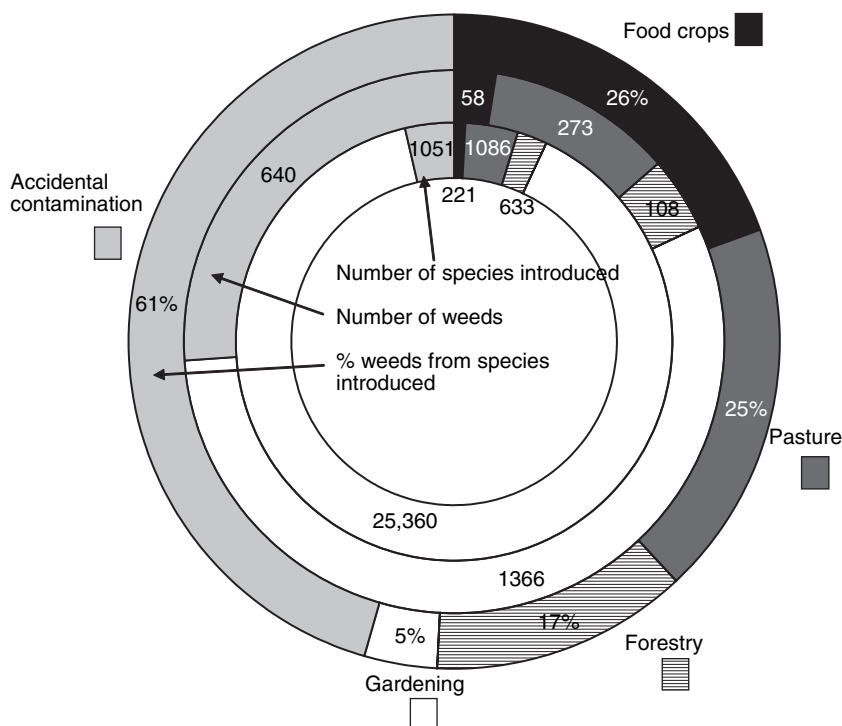 Food crops
58
26%
273
1051
1086
640
Accidental
contamination
221
633
108
Number of species introduced
61%
Number of weeds
% weeds from species
introduced
25%
Pasture
25,360
1366
17%
5%
Forestry
Gardening